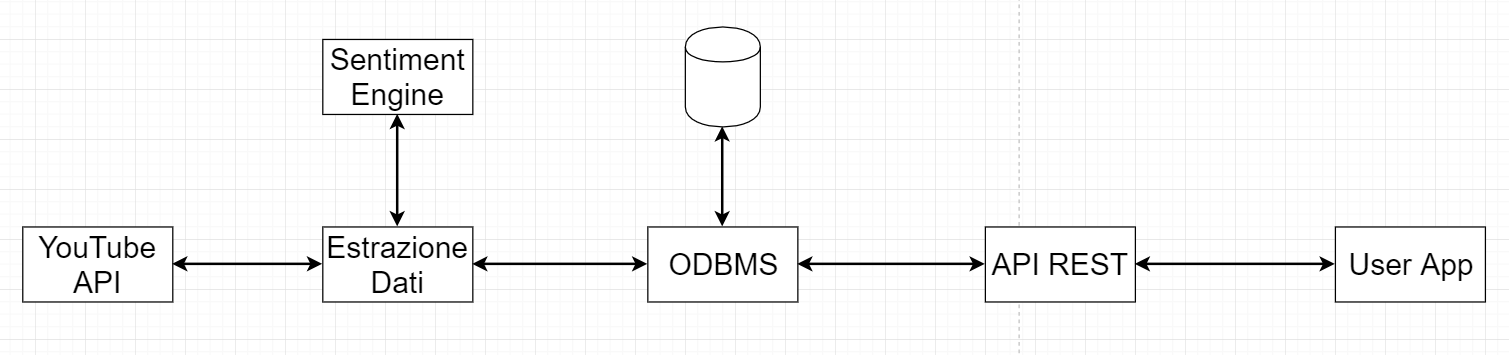 Sentiment
Engine
YouTube
API
Estrazione
Dati
ODBMS
API REST
User App